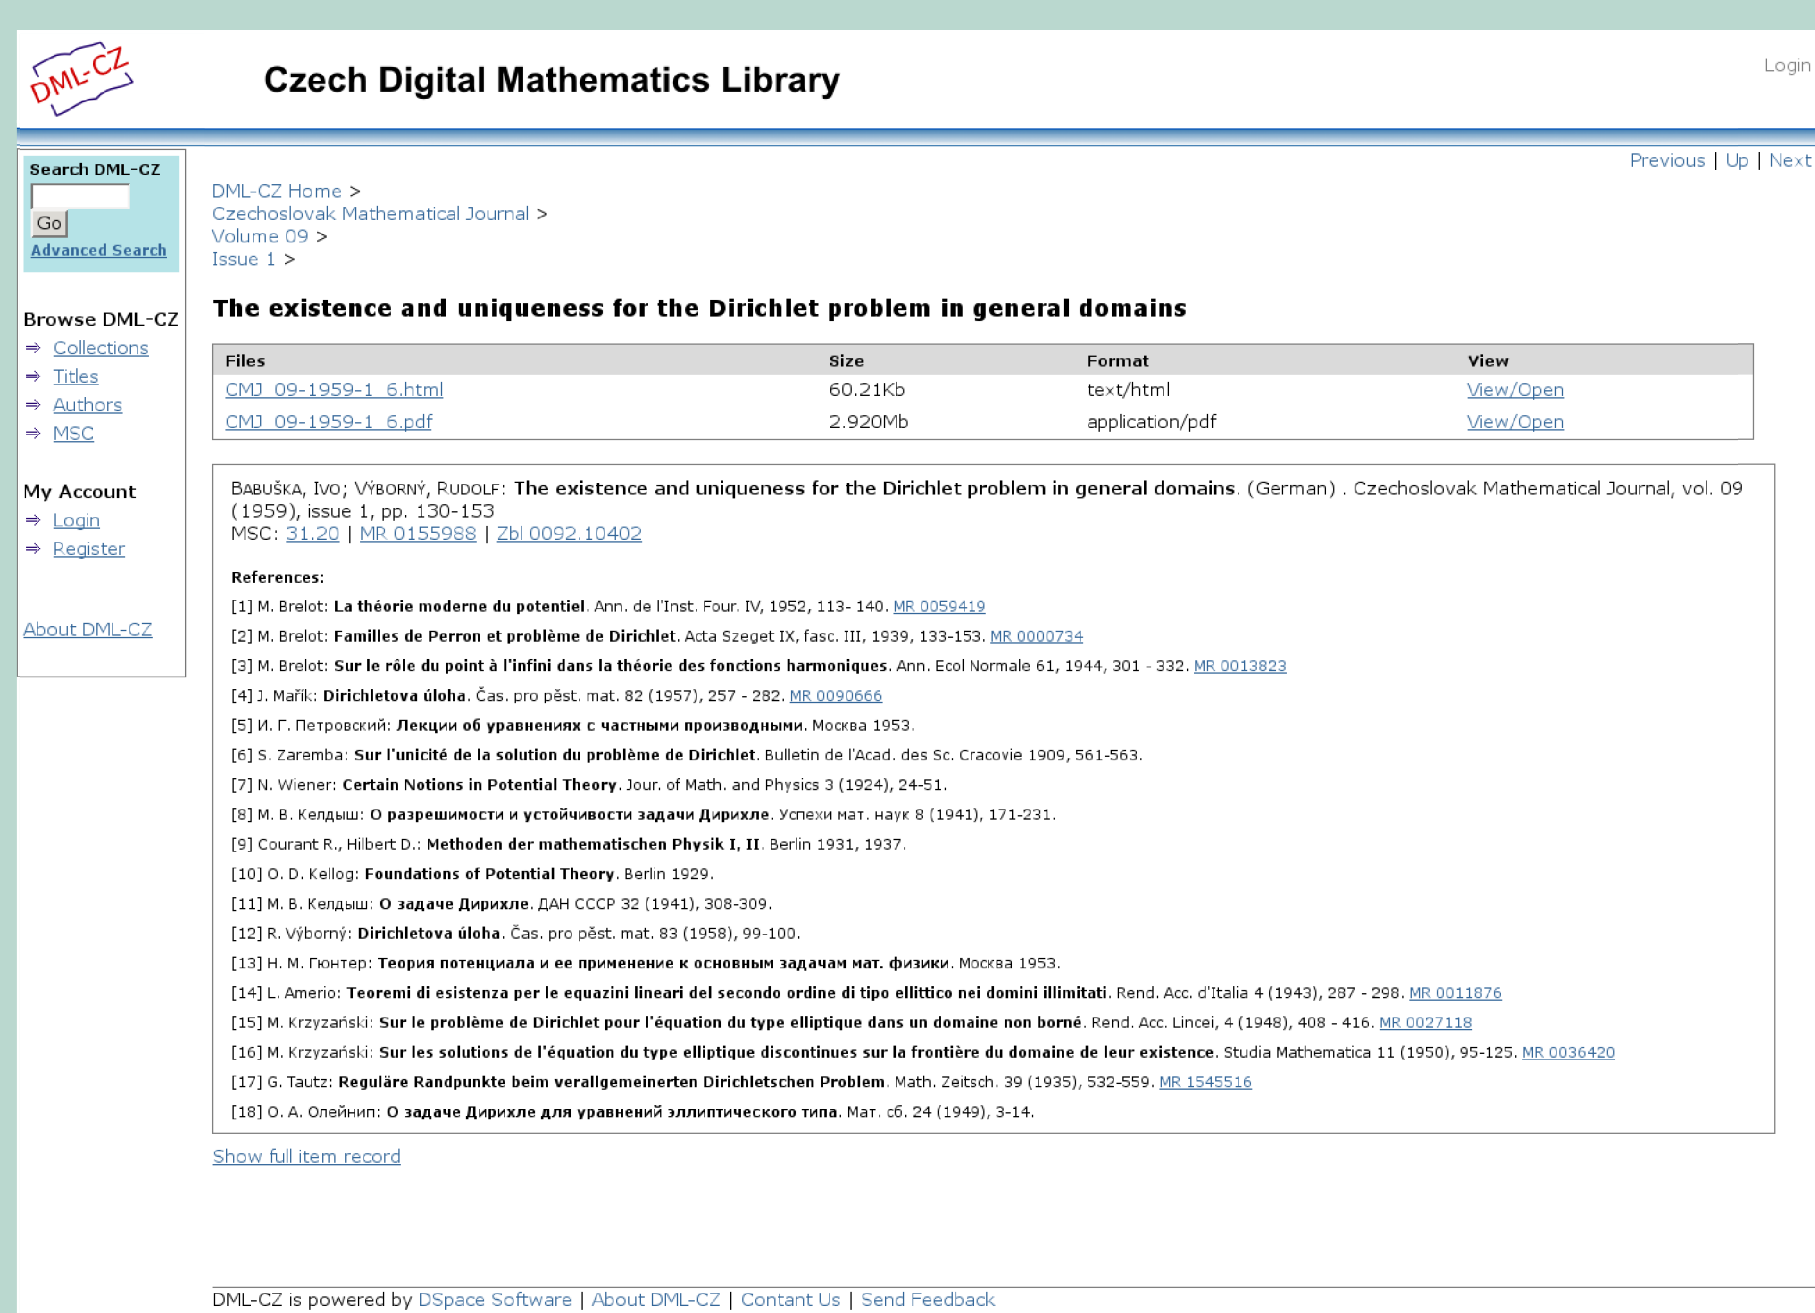 DML-CZ
Czech Digital Mathematics Library
Login
Previous | Up | Next
Search DML-CZ
Go
Advanced Search
Browse DML-CZ
⇒ Collections
⇒ Titles
⇒ Authors
⇒ MSC
My Account
⇒ Login
⇒ Register
About DML-CZ
DML-CZ Home >
Czechoslovak Mathematical Journal >
Volume 09 >
Issue 1 >
The existence and uniqueness for the Dirichlet problem in general domains
Files Size Format View
CMJ_09-1959-1_6.html 60.21Kb text/html View/Open
CMJ_09-1959-1_6.pdf 2.920Mb application/pdf View/Open
Babuška, Ivo; Výborný, Rudolf: The existence and uniqueness for the Dirichlet problem in general domains. (German) . Czechoslovak Mathematical Journal, vol. 09
(1959), issue 1, pp. 130-153
MSC: 31.20 | MR 0155988 | Zbl 0092.10402
References:
[1] M. Brelot: La théorie moderne du potentiel. Ann. de l'Inst. Four. IV, 1952, 113- 140. MR 0059419
[2] M. Brelot: Familles de Perron et problème de Dirichlet. Acta Szeget IX, fasc. III, 1939, 133-153. MR 0000734
[3] M. Brelot: Sur le rôle du point à l'infini dans la théorie des fonctions harmoniques. Ann. Ecol Normale 61, 1944, 301 - 332. MR 0013823
[4] J. Mařík: Dirichletova úloha. Čas. pro pěst. mat. 82 (1957), 257 - 282. MR 0090666
[5] И. Г. Петровский: Лекции об уравнениях с частными производными. Москва 1953.
[6] S. Zaremba: Sur l'unicité de la solution du problème de Dirichlet. Bulletin de l'Acad. des Sc. Cracovie 1909, 561-563.
[7] N. Wiener: Certain Notions in Potential Theory. Jour. of Math. and Physics 3 (1924), 24-51.
[8] M. B. Келдыш: О разрешимости и устойчивости задачи Дирихле. Успехи мат. наук 8 (1941), 171-231.
[9] Courant R., Hilbert D.: Methoden der mathematischen Physik I, II. Berlin 1931, 1937.
[10] O. D. Kellog: Foundations of Potential Theory. Berlin 1929.
[11] M. B. Келдыш: О задаче Дирихле. ДАН СССР 32 (1941), 308-309.
[12] R. Výborný: Dirichletova úloha. Čas. pro pěst. mat. 83 (1958), 99-100.
[13] H. M. Гюнтер: Теория потенциала и ее применение к основным задачам мат. физики. Москва 1953.
[14] L. Amerio: Teoremi di esistenza per le equazini lineari del secondo ordine di tipo ellittico nei domini illimitati. Rend. Acc. d'Italia 4 (1943), 287 - 298. MR 0011876
[15] M. Krzyzański: Sur le problème de Dirichlet pour l'équation du type elliptique dans un domaine non borné. Rend. Acc. Lincei, 4 (1948), 408 - 416. MR 0027118
[16] M. Krzyzański: Sur les solutions de l'équation du type elliptique discontinues sur la frontière du domaine de leur existence. Studia Mathematica 11 (1950), 95-125. MR 0036420
[17] G. Tautz: Reguläre Randpunkte beim verallgemeinerten Dirichletschen Problem. Math. Zeitsch. 39 (1935), 532-559. MR 1545516
[18] O. A. Олейнип: О задаче Дирихле для уравнений эллиптического типа. Мат. сб. 24 (1949), 3-14.
Show full item record
DML-CZ is powered by DSpace Software | About DML-CZ | Contant Us | Send Feedback